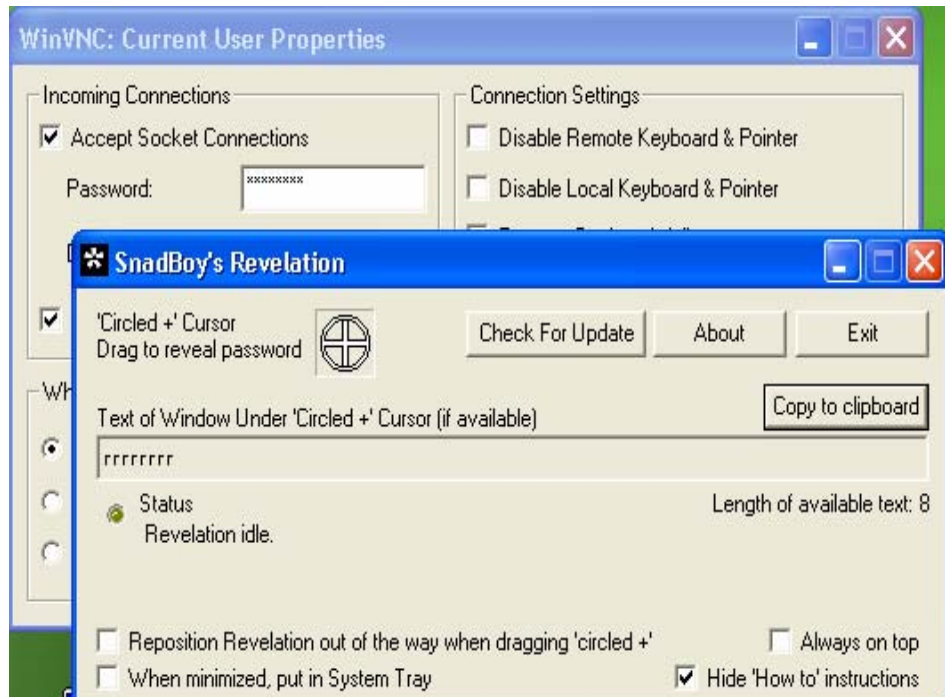 WinVNC: Current User Properties
Incoming Connections
Accept Socket Connections
Password:
xxxxxxxx
Connection Settings
Disable Remote Keyboard & Pointer
Disable Local Keyboard & Pointer
SnadBoy's Revelation
'Circled +' Cursor
Drag to reveal password
Check For Update
About
Exit
Copy to clipboard
Text of Window Under 'Circled +' Cursor (if available)
rrrrrrrr
Status
Revelation idle.
Length of available text: 8
Reposition Revelation out of the way when dragging 'circled +'
Always on top
When minimized, put in System Tray
Hide 'How to' instructions